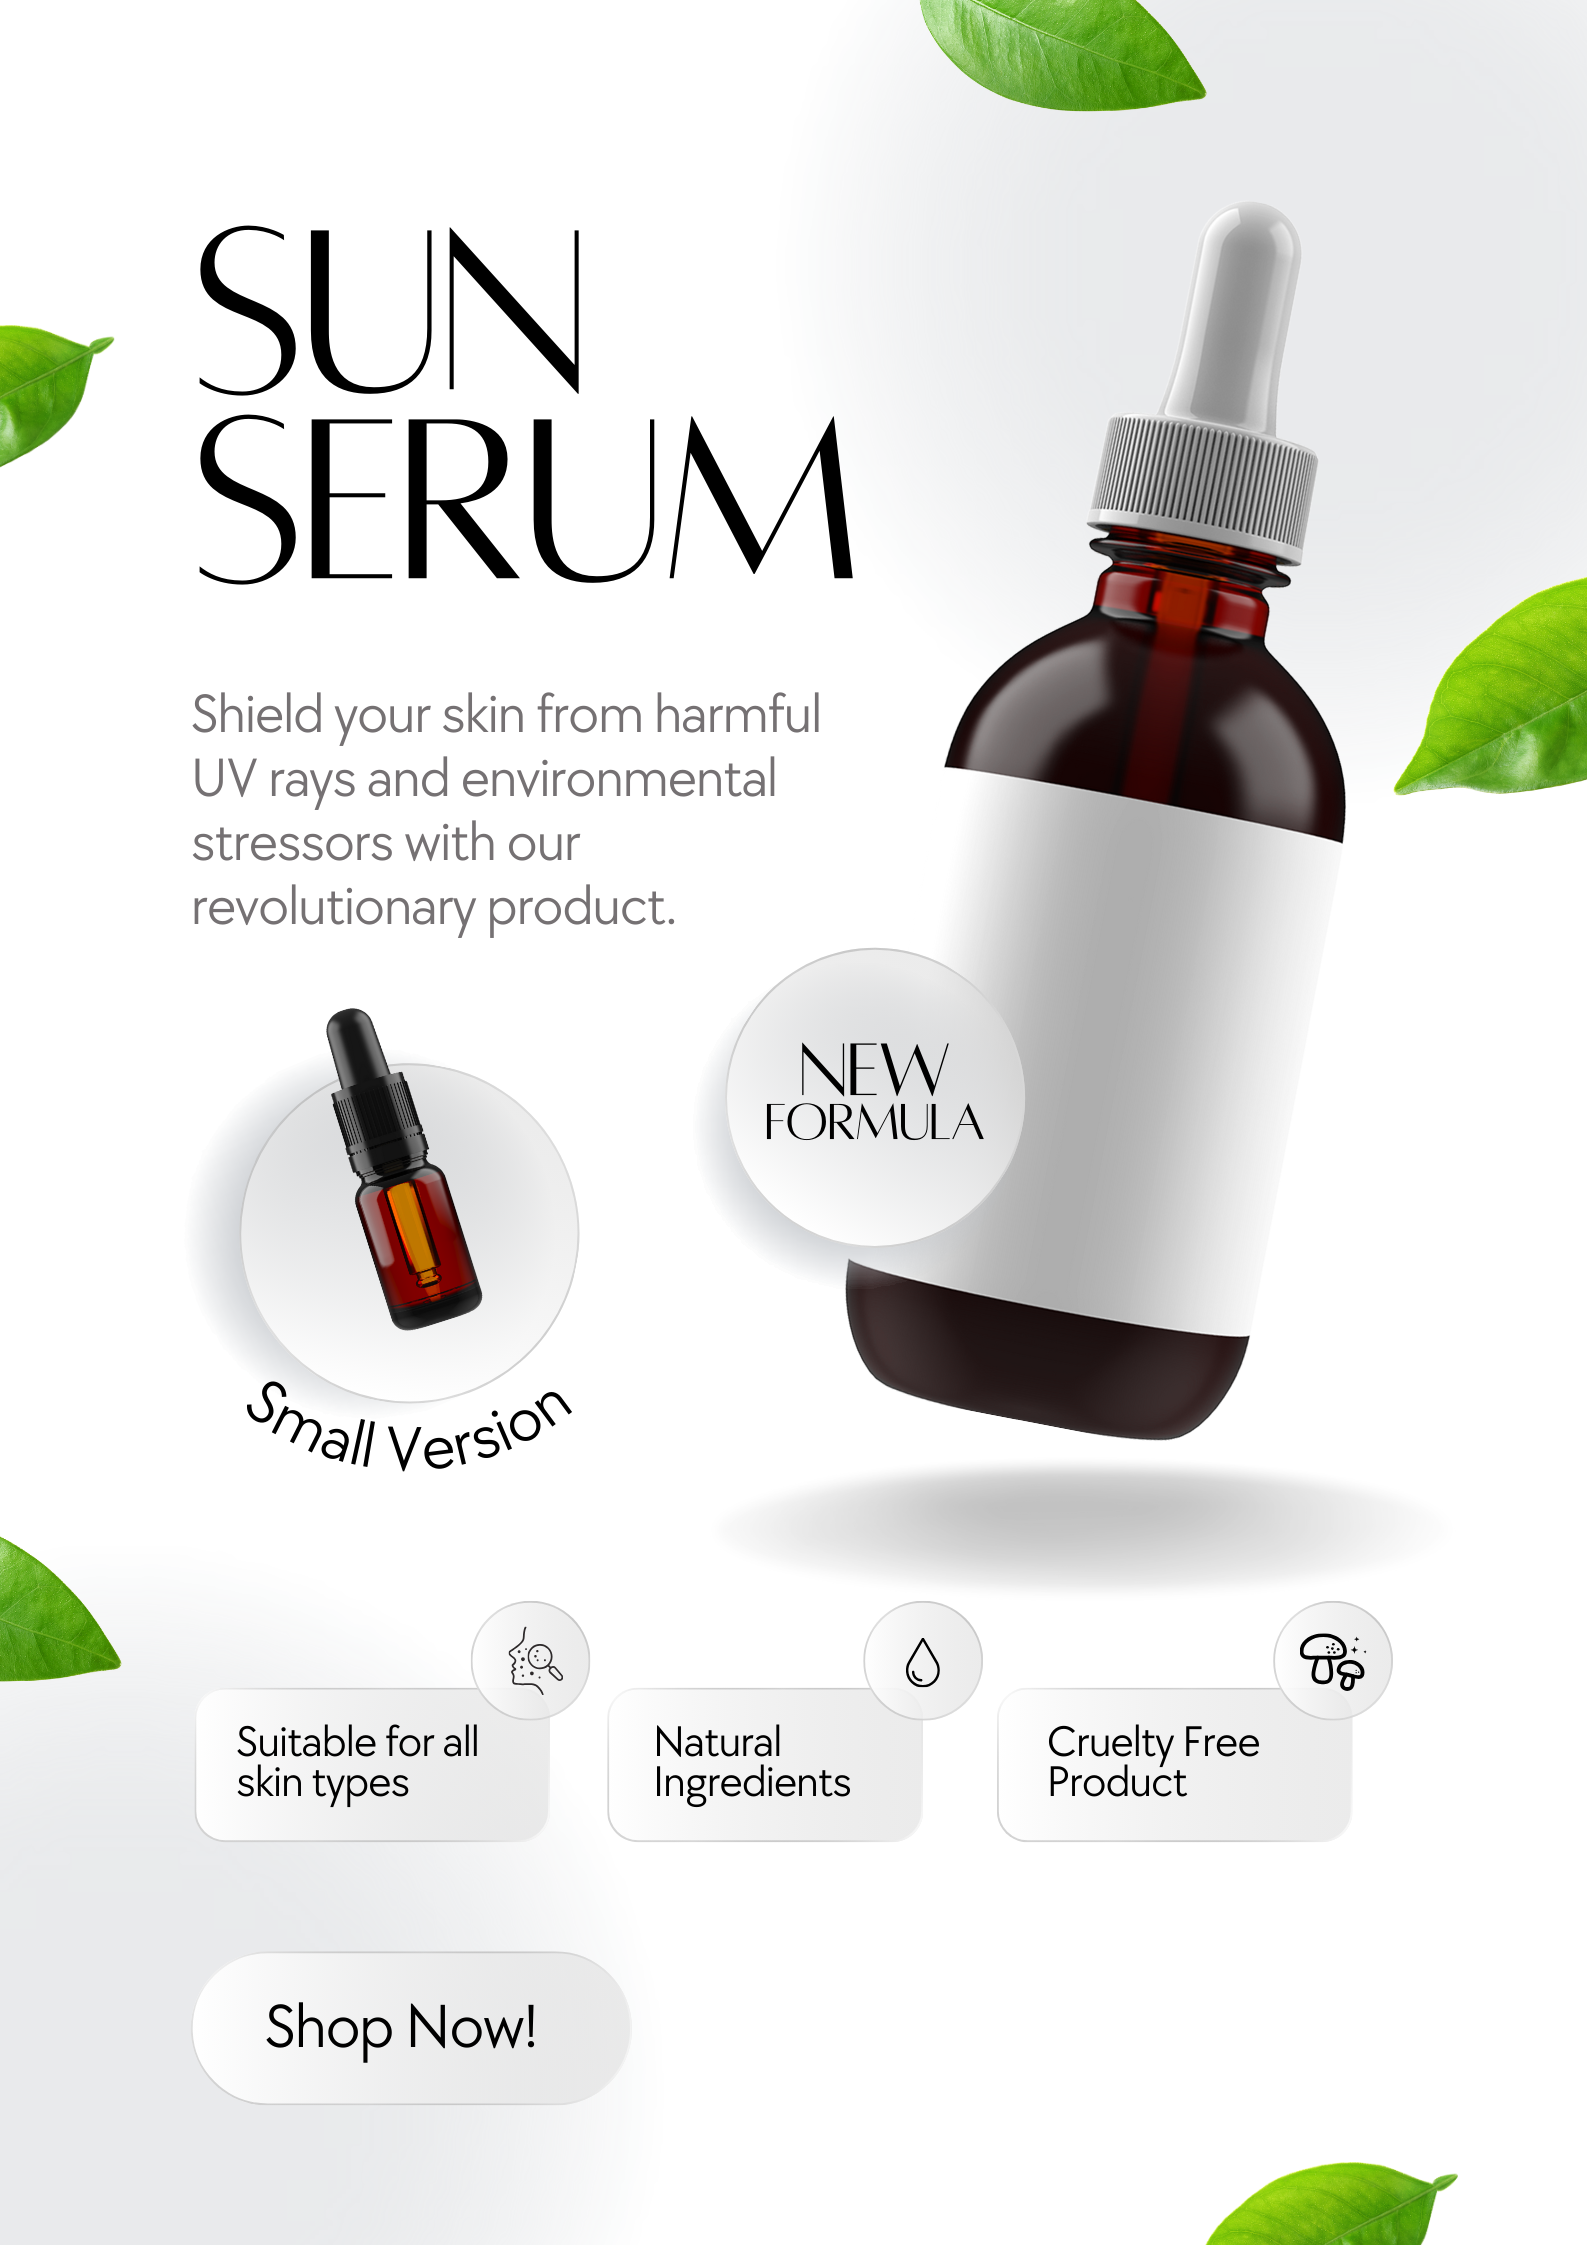 SUN
SERUM
Shield your skin from harmful
UV rays and environmental
stressors with our
revolutionary product.
NEW
FORMULA
Small Version
Suitable for all
skin types
Natural
Ingredients
Cruelty Free
Product
Shop Now!